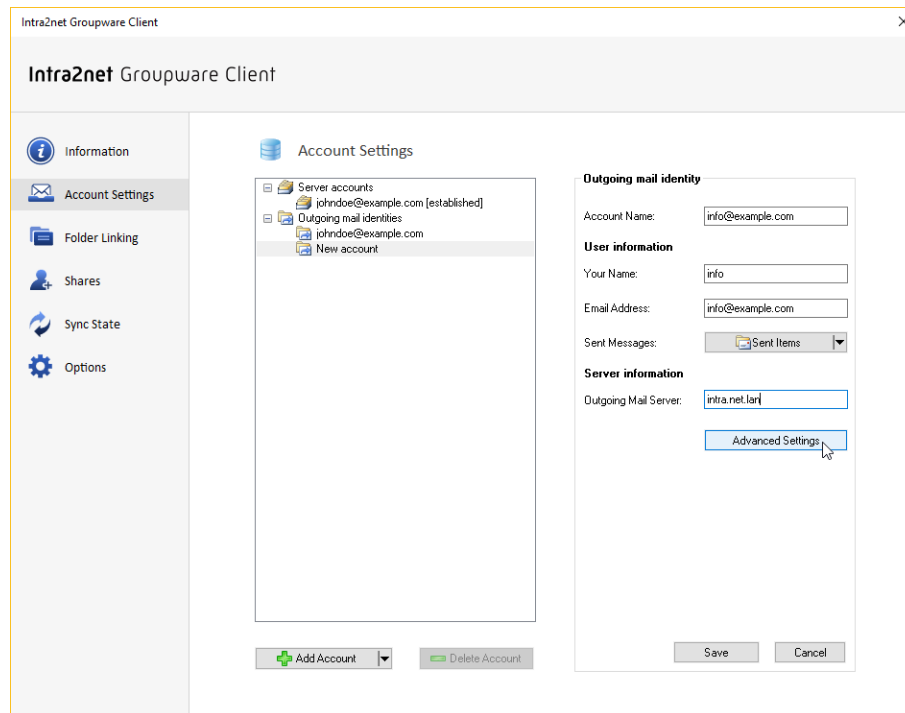 Intra2net Groupware Client
Intra2net Groupware Client
Information
Account Settings
Folder Linking
Shares
Sync State
Options
Account Settings
Server accounts
johndoe@example.com [established]
Outgoing mail identities
johndoe@example.com
New account
Add Account
Delete Account
Outgoing mail identity
Account Name: info@example.com
User information
Your Name: info
Email Address: info@example.com
Sent Messages: Sent Items
Server information
Outgoing Mail Server: intra.net.lan
Advanced Settings
Save Cancel